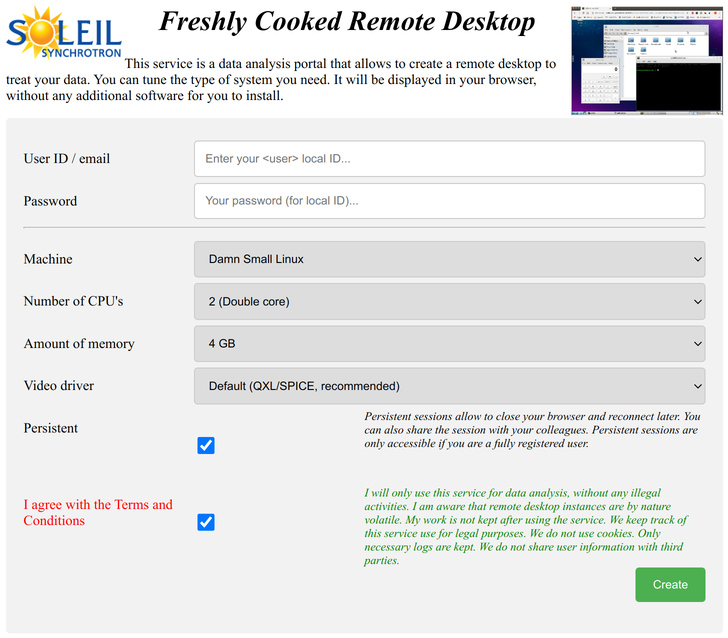 SOLEIL
SYNCHROTRON
Freshly Cooked Remote Desktop
This service is a data analysis portal that allows to create a remote desktop to
treat your data. You can tune the type of system you need. It will be displayed in your browser,
without any additional software for you to install.
User ID / email
Enter your <user> local ID...
Password
Your password (for local ID)...
Machine
Damn Small Linux
Number of CPU's
2 (Double core)
Amount of memory
4 GB
Video driver
Default (QXL/SPICE, recommended)
Persistent
Persistent sessions allow to close your browser and reconnect later. You
can also share the session with your colleagues. Persistent sessions are
only accessible if you are a fully registered user.
I agree with the Terms and
Conditions
I will only use this service for data analysis, without any illegal
activities. I am aware that remote desktop instances are by nature
volatile. My work is not kept after using the service. We keep track of
this service use for legal purposes. We do not use cookies. Only
necessary logs are kept. We do not share user information with third
parties.
Create